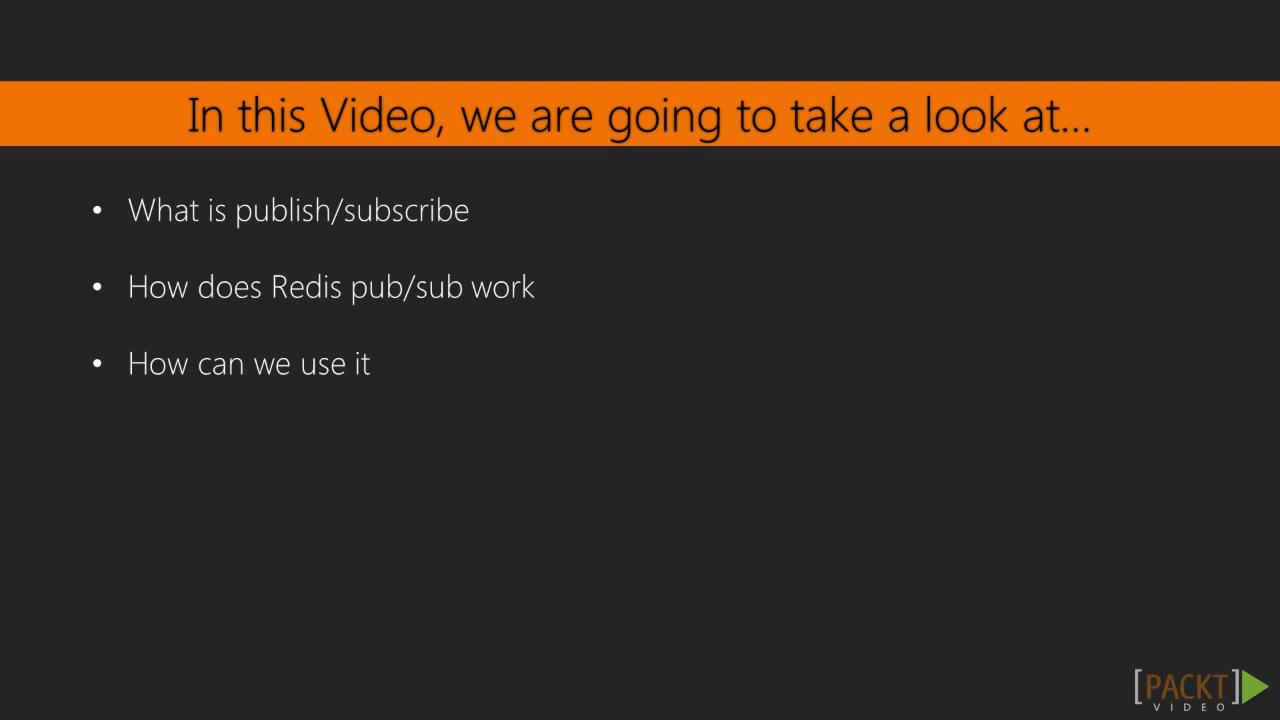 In this Video, we are going to take a look at...
• What is publish/subscribe
• How does Redis pub/sub work
• How can we use it
[PACKT]
VIDEO